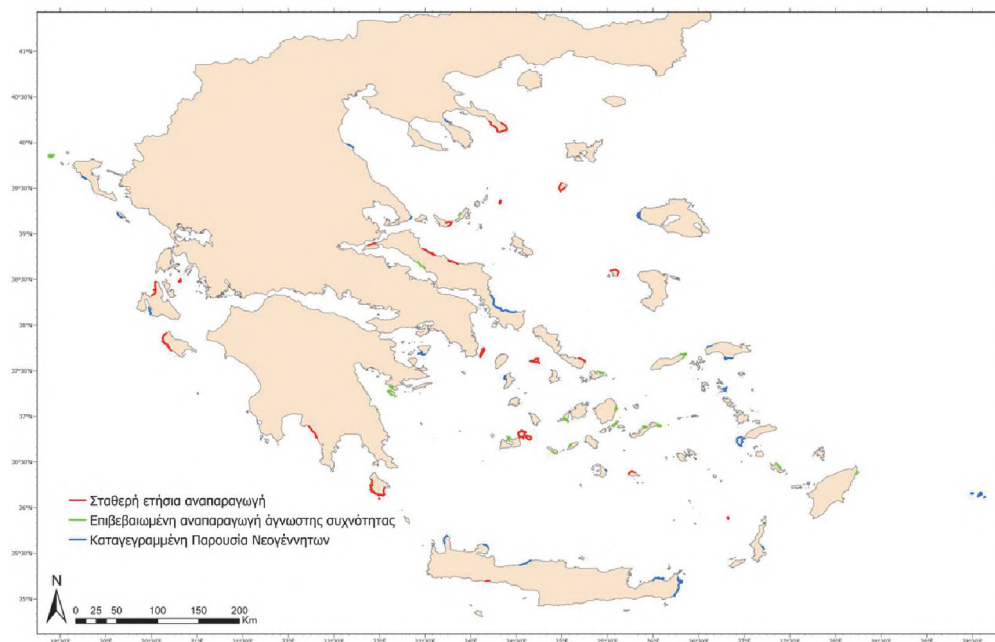 41°N
40°30'N
40°N
39°30'N
39°N
38°30'N
38°N
37°30'N
37°N
36°30'N
36°N
35°30'N
35°N
Σταθερή ετήσια αναπαραγωγή
Επιβεβαιωμένη αναπαραγωγή άγνωστης συχνότητας
Καταγεγραμμένη Παρουσία Νεογέννητων
N
0 25 50 100 150 200
Km